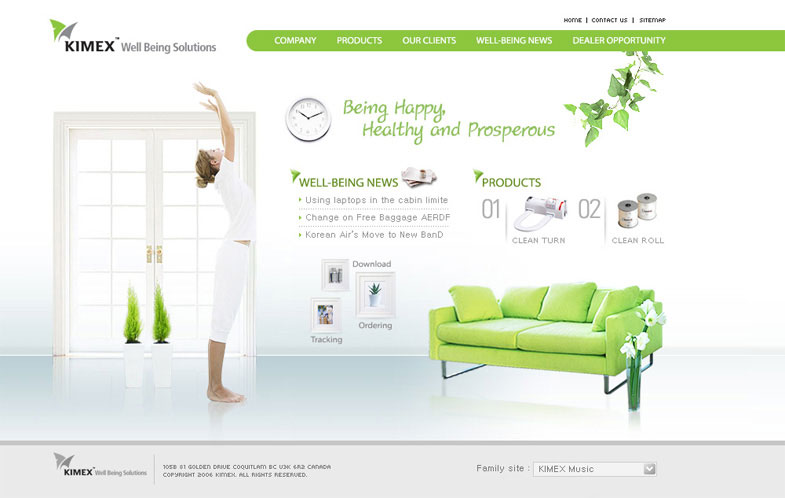 HOME | CONTACT US | SITEMAP
KIMEX™ Well Being Solutions
COMPANY PRODUCTS OUR CLIENTS WELL-BEING NEWS DEALER OPPORTUNITY
Being Happy,
Healthy and Prosperous
WELL-BEING NEWS
Using laptops in the cabin limite
Change on Free Baggage AERDF
Korean Air's Move to New BanD
PRODUCTS
01 02
CLEAN TURN CLEAN ROLL
Download
Ordering
Tracking
KIMEX™ Well Being Solutions
105B 61 GOLDEN DRIVE COQUITLAM BC V3K 6R2 CANADA
COPYRIGHT 2006 KIMEX. ALL RIGHTS RESERVED.
Family site : KIMEX Music